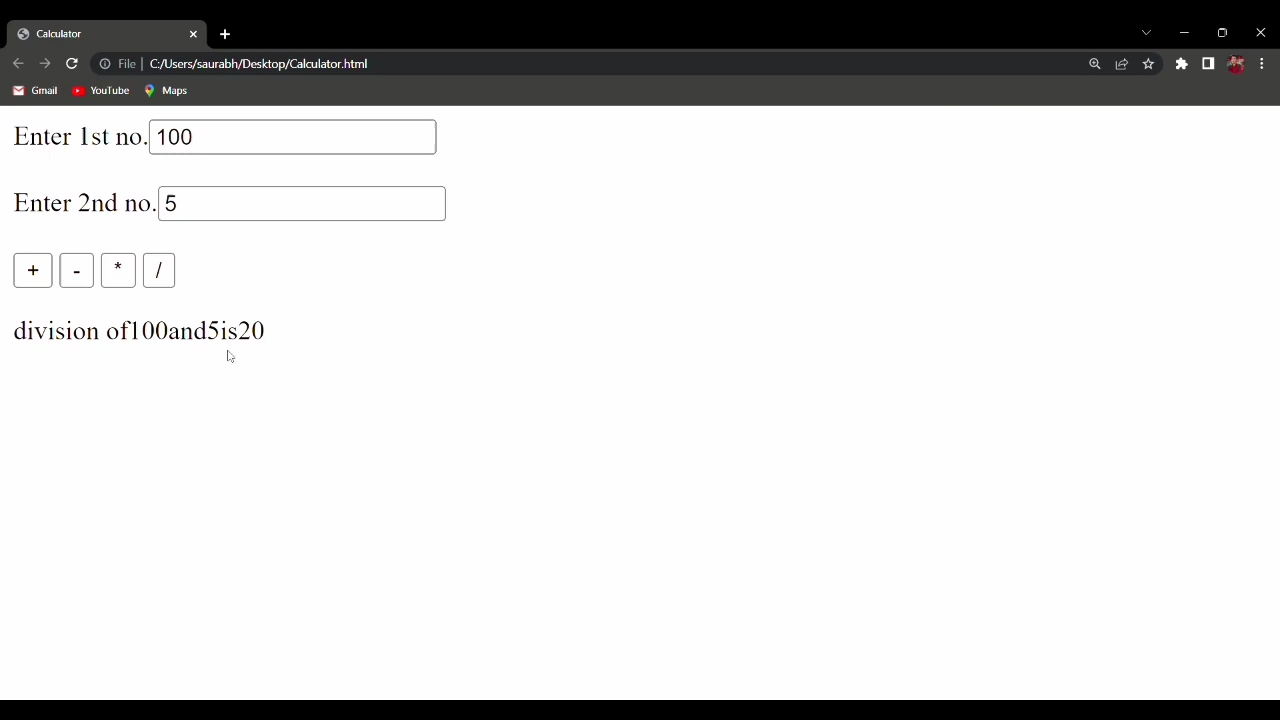 Calculator
File C:/Users/saurabh/Desktop/Calculator.html
Gmail YouTube Maps
Enter 1st no. 100
Enter 2nd no. 5
+ - * /
division of100and5is20